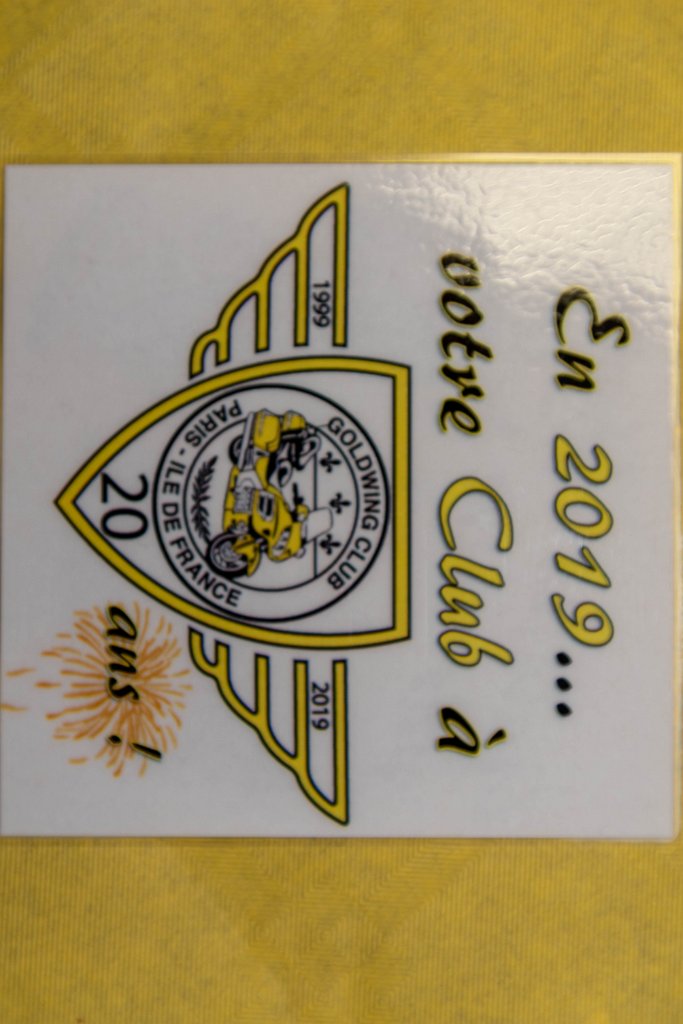 En 2019...
votre Club à
1999
2019
GOLDWING CLUB
PARIS - ILE DE FRANCE
20
ans !